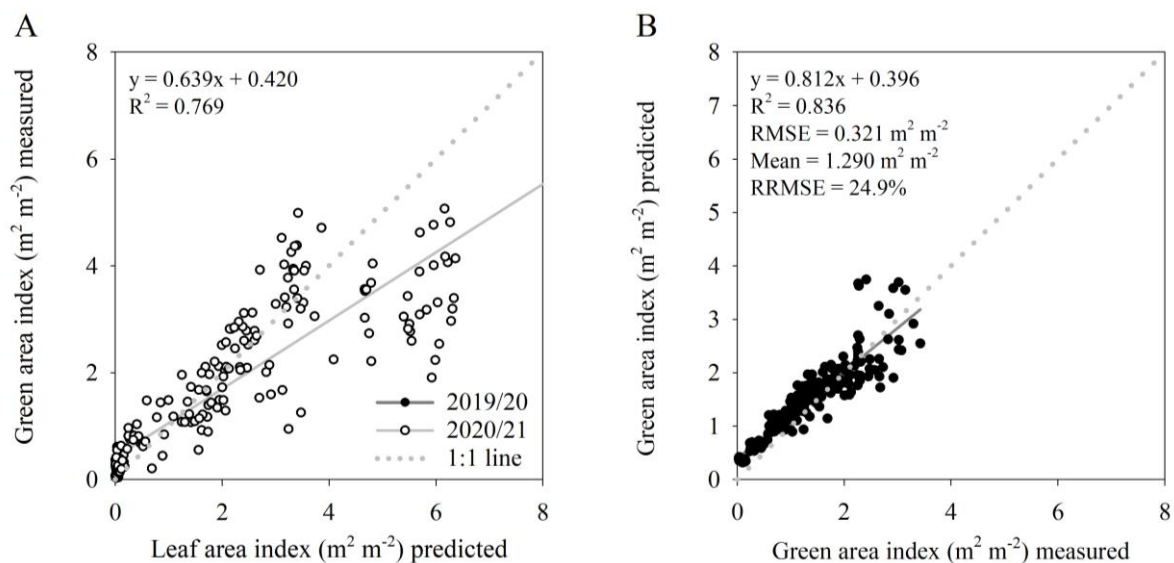 A
y = 0.639x + 0.420
R² = 0.769
Green area index (m² m⁻²) measured
8
6
4
2
0
2019/20
2020/21
1:1 line
0 2 4 6 8
Leaf area index (m² m⁻²) predicted
B
y = 0.812x + 0.396
R² = 0.836
RMSE = 0.321 m² m⁻²
Mean = 1.290 m² m⁻²
RRMSE = 24.9%
Green area index (m² m⁻²) predicted
8
7
6
5
4
3
2
1
0
0 2 4 6 8
Green area index (m² m⁻²) measured